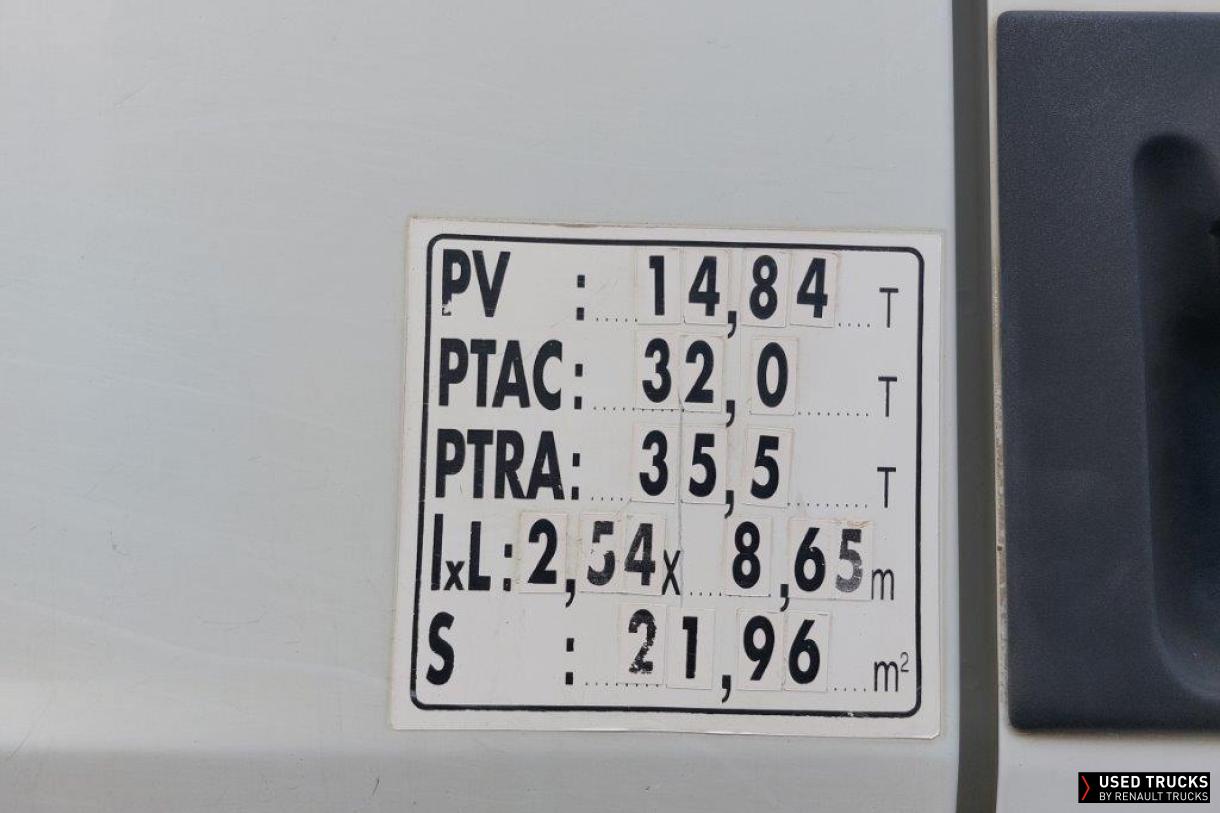 PV : 14,84 T
PTAC : 32,0 T
PTRA : 35,5 T
lxL : 2,54 x 8,65 m
S : 21,96 m²
USED TRUCKS
BY RENAULT TRUCKS